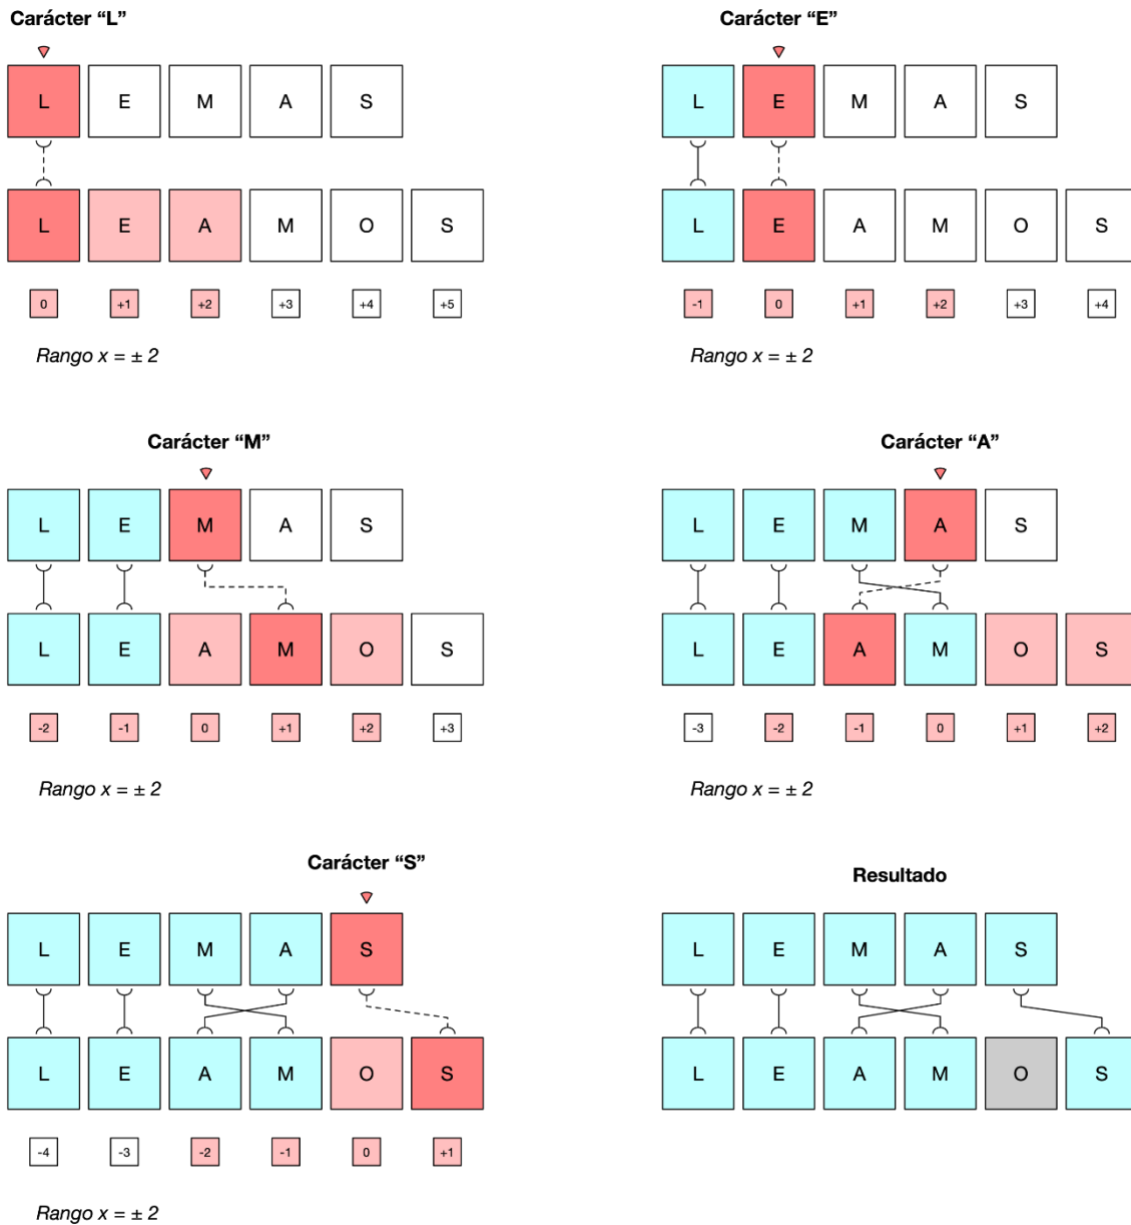 Carácter “L”
L E M A S
L E A M O S
0 +1 +2 +3 +4 +5
Rango x = ± 2
Carácter “E”
L E M A S
L E A M O S
-1 0 +1 +2 +3 +4
Rango x = ± 2
Carácter “M”
L E M A S
L E A M O S
-2 -1 0 +1 +2 +3
Rango x = ± 2
Carácter “A”
L E M A S
L E A M O S
-3 -2 -1 0 +1 +2
Rango x = ± 2
Carácter “S”
L E M A S
L E A M O S
-4 -3 -2 -1 0 +1
Rango x = ± 2
Resultado
L E M A S
L E A M O S